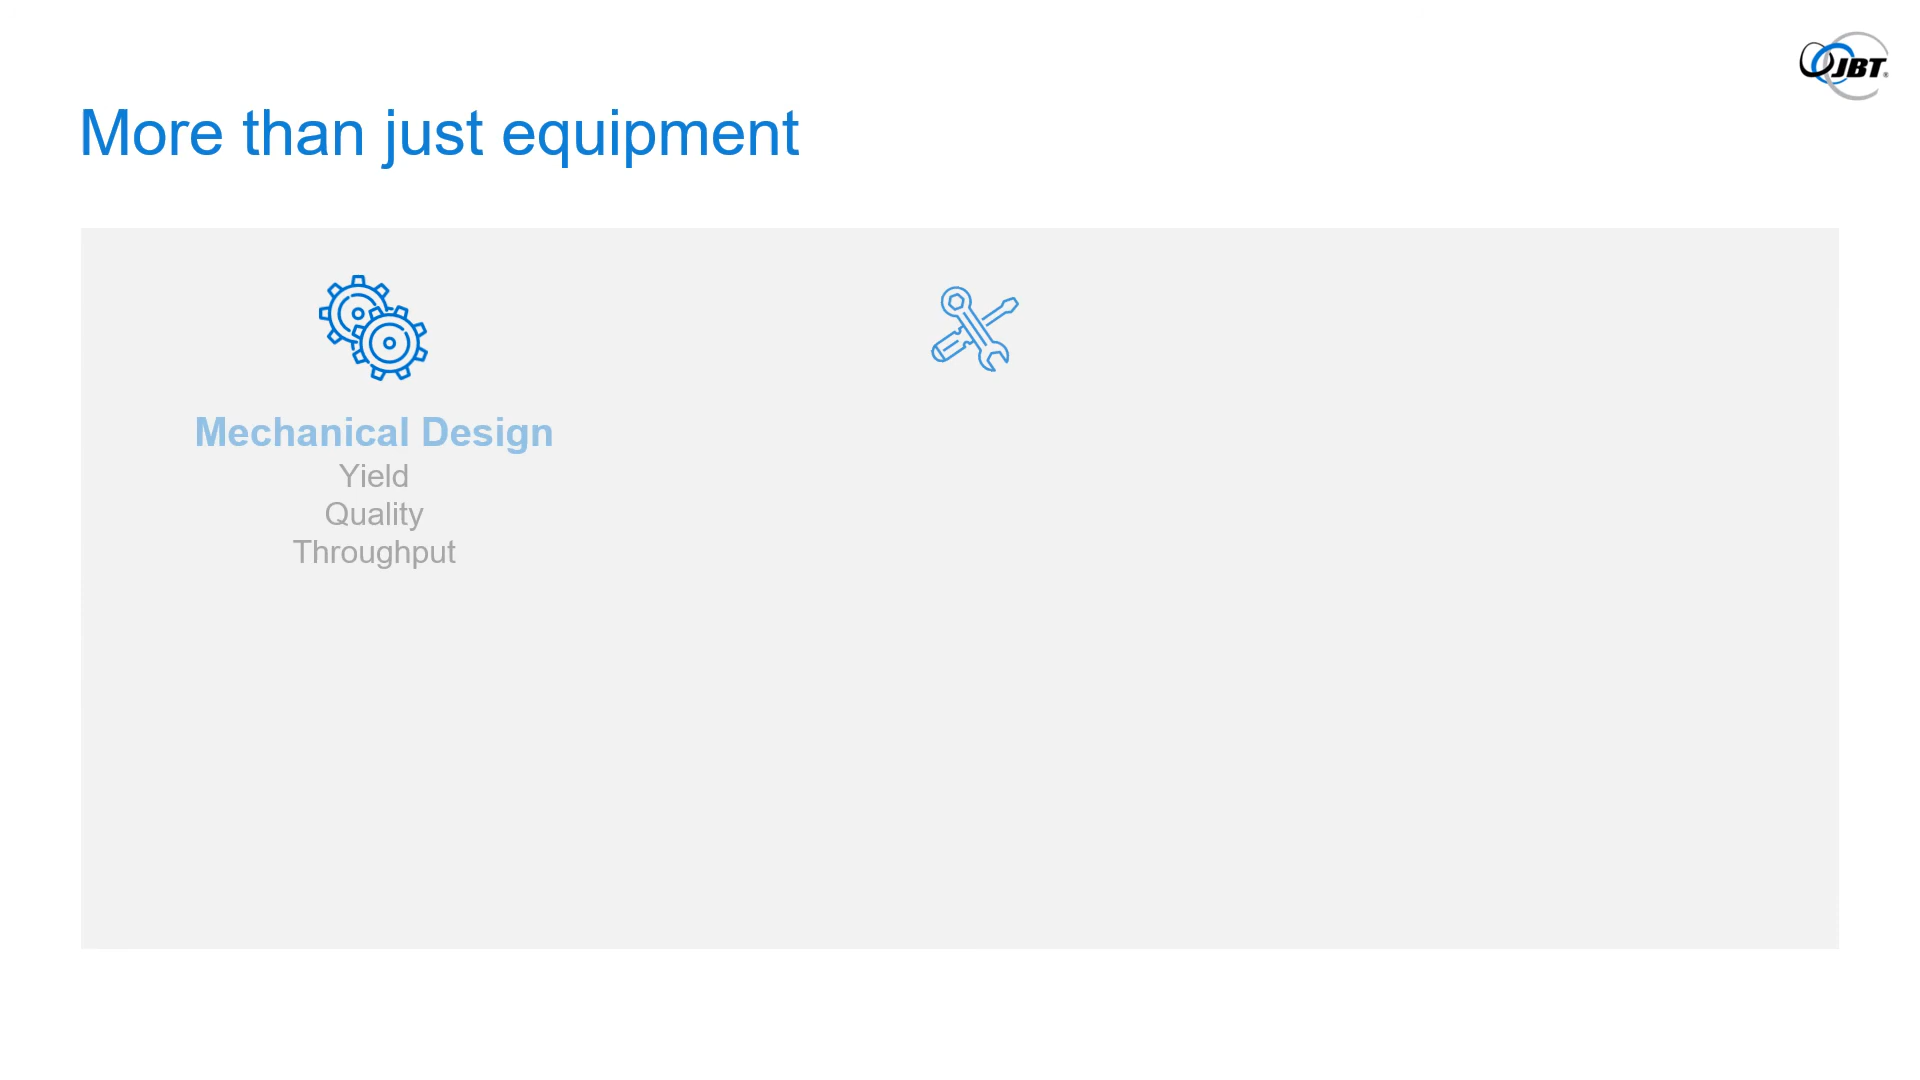 JBT
More than just equipment
Mechanical Design
Yield
Quality
Throughput